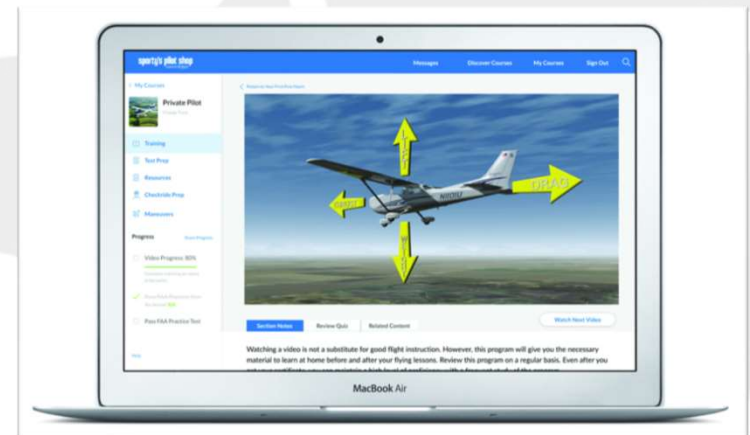 sporty's pilot shop
Messages
Discover Courses
My Courses
Sign Out
‹ My Courses
Private Pilot
Training
Test Prep
Resources
Checkride Prep
Maneuvers
Progress
Video Progress: 80%
Pass FAA Practice Test
LIFT
DRAG
THRUST
WEIGHT
Section Notes
Review Quiz
Related Content
Watch Next Video
Watching a video is not a substitute for good flight instruction. However, this program will give you the necessary
material to learn at home before and after your flying lessons. Review this program on a regular basis. Even after you
MacBook Air